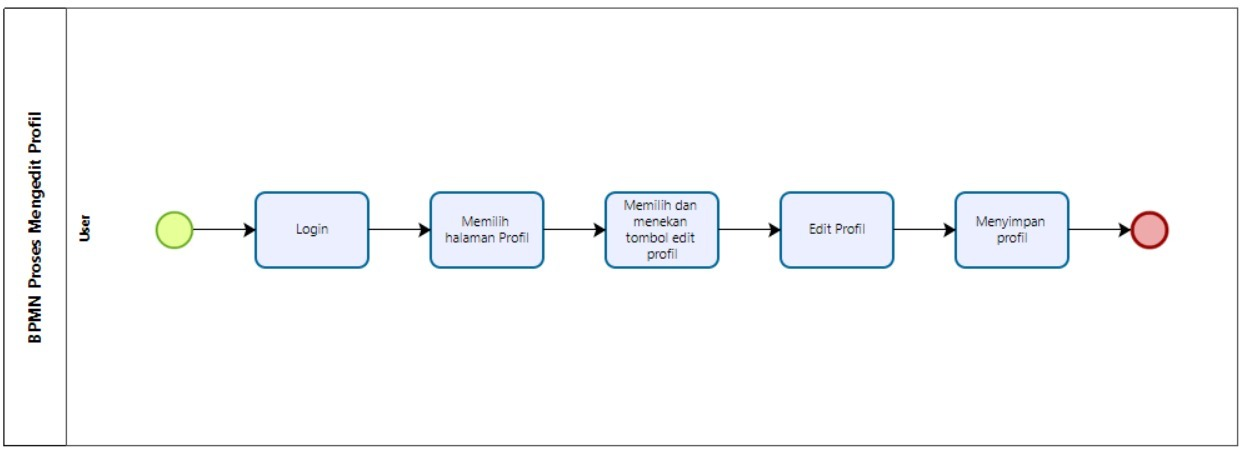 BPMN Proses Mengedit Profil
User
Login
Memilih
halaman Profil
Memilih dan
menekan
tombol edit
profil
Edit Profil
Menyimpan
profil